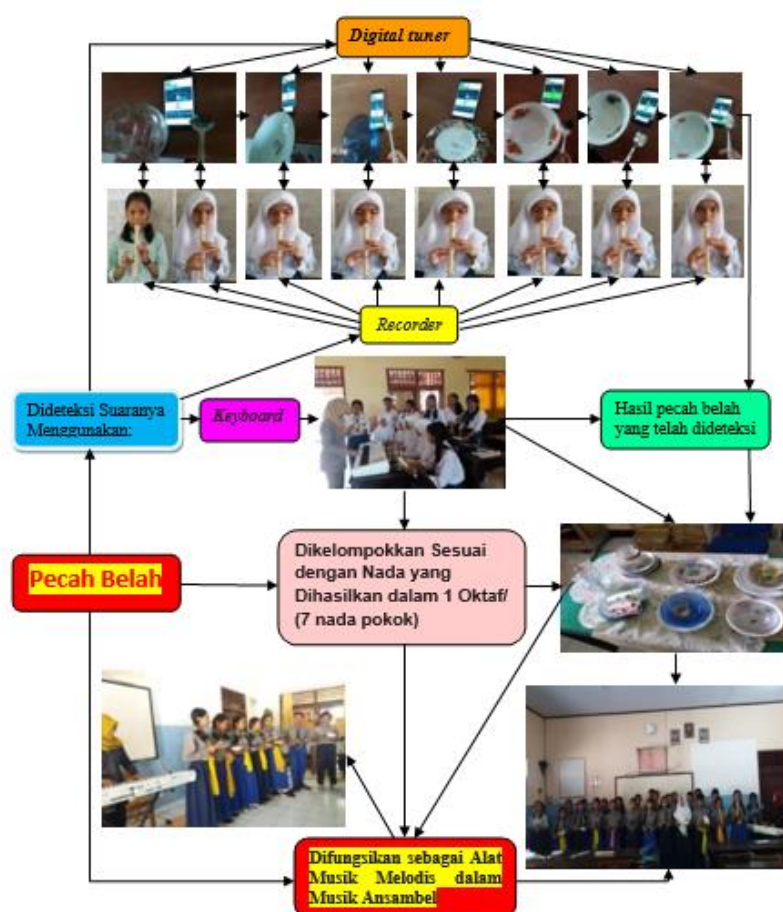 Digital tuner
Recorder
Dideteksi Suaranya
Menggunakan:
Keyboard
Hasil pecah belah
yang telah dideteksi
Pecah Belah
Dikelompokkan Sesuai
dengan Nada yang
Dihasilkan dalam 1 Oktaf/
(7 nada pokok)
Difungsikan sebagai Alat
Musik Melodis dalam
Musik Ansambel